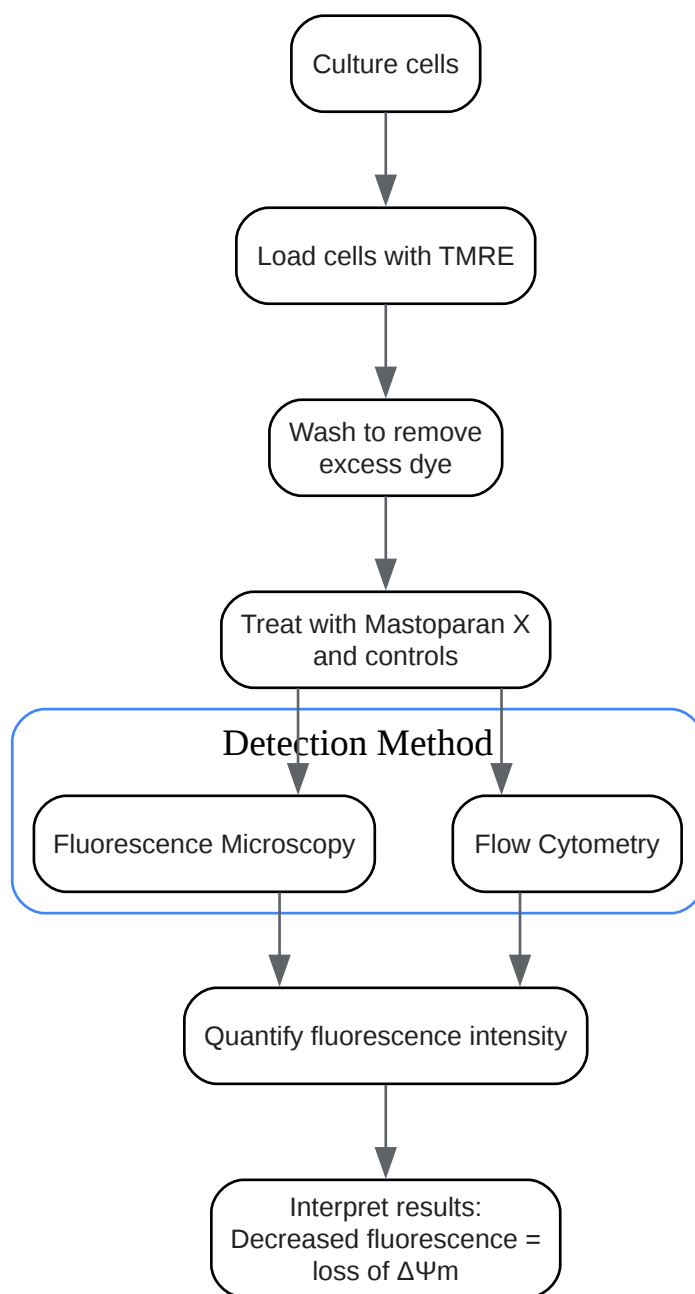 Culture cells
Load cells with TMRE
Wash to remove
excess dye
Treat with Mastoparan X
and controls
Detection Method
Fluorescence Microscopy
Flow Cytometry
Quantify fluorescence intensity
Interpret results:
Decreased fluorescence =
loss of ΔΨm